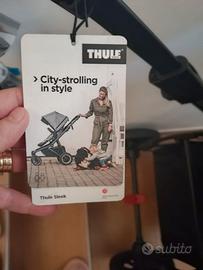 THULE
> City-strolling
in style
Thule Sleek
subito